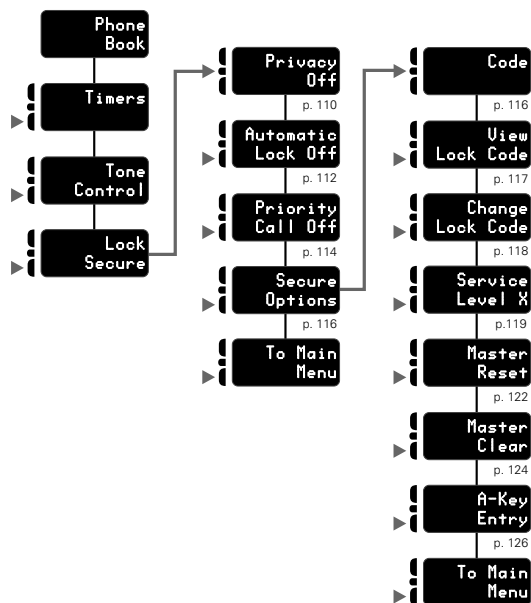 Phone
Book
Timers
Tone
Control
Lock
Secure
Privacy
Off
p. 110
Automatic
Lock Off
p. 112
Priority
Call Off
p. 114
Secure
Options
p. 116
To Main
Menu
Code
p. 116
View
Lock Code
p. 117
Change
Lock Code
p. 118
Service
Level X
p.119
Master
Reset
p. 122
Master
Clear
p. 124
A-Key
Entry
p. 126
To Main
Menu